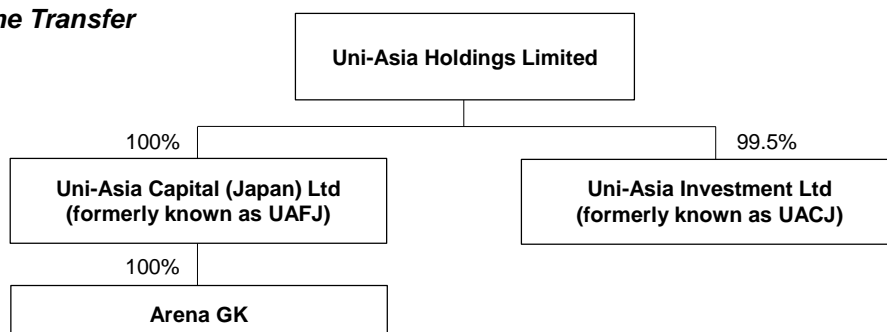 ne Transfer
Uni-Asia Holdings Limited
100%
99.5%
Uni-Asia Capital (Japan) Ltd
(formerly known as UAFJ)
Uni-Asia Investment Ltd
(formerly known as UACJ)
100%
Arena GK